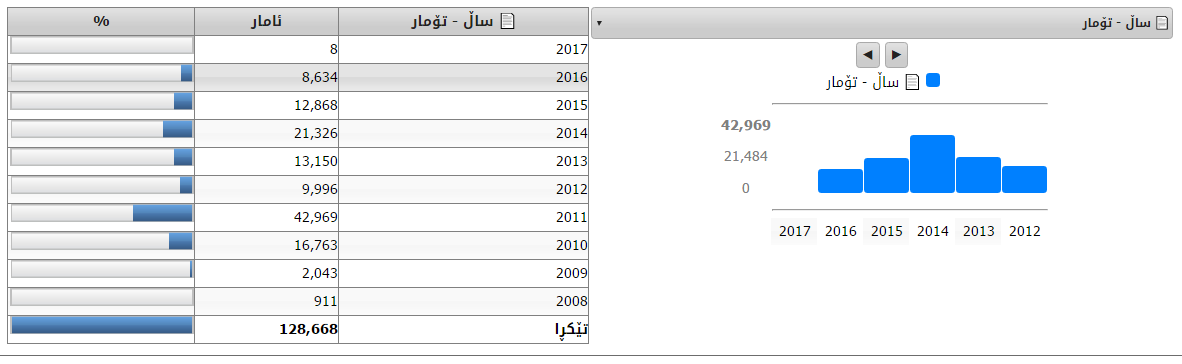 ساڵ - تۆمار	ئامار	%
2017	8
2016	8,634
2015	12,868
2014	21,326
2013	13,150
2012	9,996
2011	42,969
2010	16,763
2009	2,043
2008	911
تێکڕا	128,668
ساڵ - تۆمار
ساڵ - تۆمار
42,969
21,484
0
2017 2016 2015 2014 2013 2012